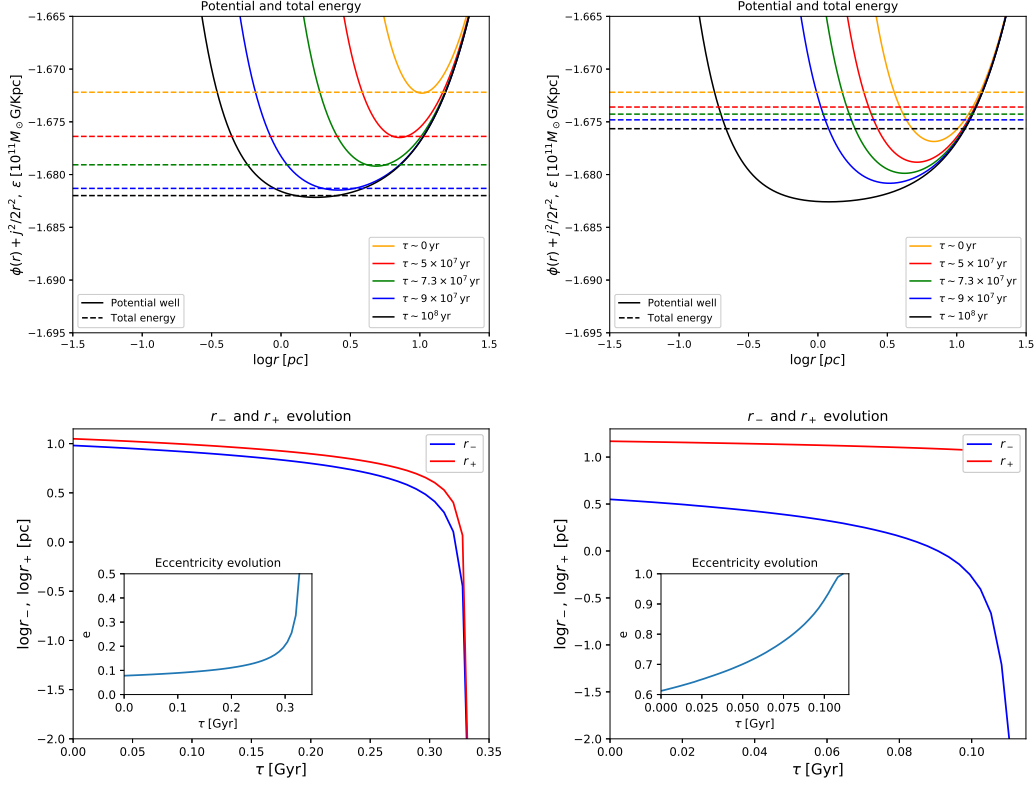 Potential and total energy
−1.665
−1.670
−1.675
−1.680
−1.685
−1.690
−1.695
ϕ(r) + j²/2r², ε [10¹¹M⊙G/Kpc]
−1.5
−1.0
−0.5
0.0
0.5
1.0
1.5
logr [pc]
Potential well
Total energy
τ ~ 0 yr
τ ~ 5 × 10⁷ yr
τ ~ 7.3 × 10⁷ yr
τ ~ 9 × 10⁷ yr
τ ~ 10⁸ yr
Potential and total energy
−1.665
−1.670
−1.675
−1.680
−1.685
−1.690
−1.695
ϕ(r) + j²/2r², ε [10¹¹M⊙G/Kpc]
−1.5
−1.0
−0.5
0.0
0.5
1.0
1.5
logr [pc]
Potential well
Total energy
τ ~ 0 yr
τ ~ 5 × 10⁷ yr
τ ~ 7.3 × 10⁷ yr
τ ~ 9 × 10⁷ yr
τ ~ 10⁸ yr
r₋ and r₊ evolution
1.0
0.5
0.0
−0.5
−1.0
−1.5
−2.0
logr₋, logr₊ [pc]
0.00
0.05
0.10
0.15
0.20
0.25
0.30
0.35
τ [Gyr]
r₋
r₊
Eccentricity evolution
0.5
0.4
0.3
0.2
0.1
0.0
e
0.0
0.1
0.2
0.3
τ [Gyr]
r₋ and r₊ evolution
1.0
0.5
0.0
−0.5
−1.0
−1.5
−2.0
logr₋, logr₊ [pc]
0.00
0.02
0.04
0.06
0.08
0.10
τ [Gyr]
r₋
r₊
Eccentricity evolution
1.0
0.9
0.8
0.7
0.6
e
0.000
0.025
0.050
0.075
0.100
τ [Gyr]